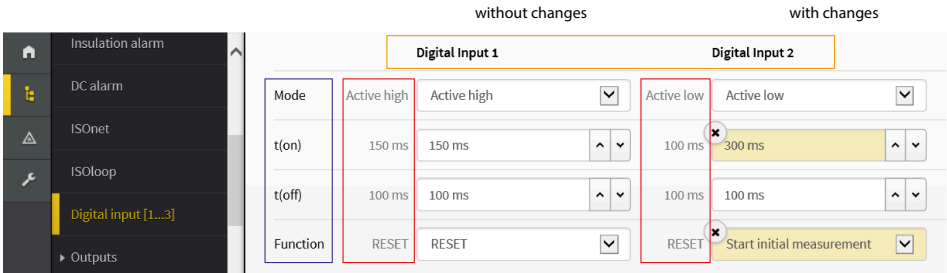 without changes with changes
Insulation alarm
DC alarm
ISOnet
ISOloop
Digital input [1...3]
Outputs
Digital Input 1 Digital Input 2
Mode Active high Active high Active low Active low
t(on) 150 ms 150 ms 100 ms 300 ms
t(off) 100 ms 100 ms 100 ms 100 ms
Function RESET RESET RESET Start initial measurement